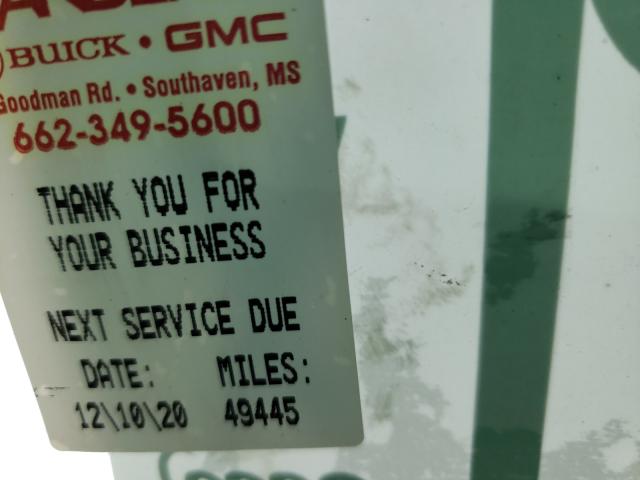 BUICK • GMC
Goodman Rd. • Southaven, MS
662-349-5600
THANK YOU FOR
YOUR BUSINESS
NEXT SERVICE DUE
DATE: MILES:
12\10\20 49445